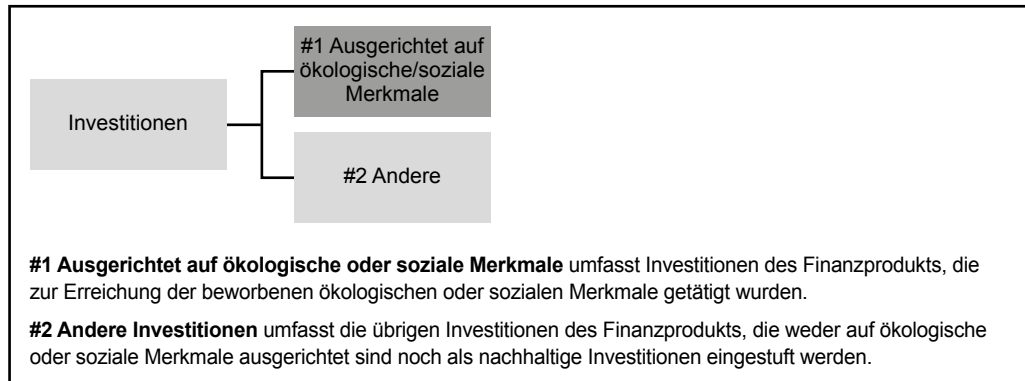 #1 Ausgerichtet auf
ökologische/soziale
Merkmale
Investitionen
#2 Andere
#1 Ausgerichtet auf ökologische oder soziale Merkmale umfasst Investitionen des Finanzprodukts, die
zur Erreichung der beworbenen ökologischen oder sozialen Merkmale getätigt wurden.
#2 Andere Investitionen umfasst die übrigen Investitionen des Finanzprodukts, die weder auf ökologische
oder soziale Merkmale ausgerichtet sind noch als nachhaltige Investitionen eingestuft werden.